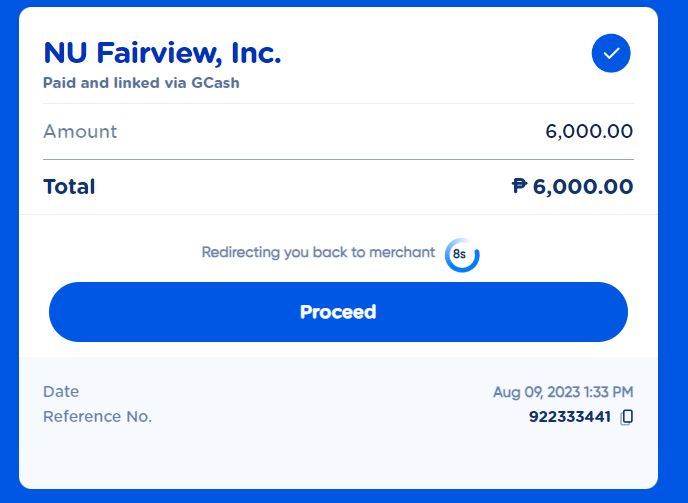 NU Fairview, Inc.
Paid and linked via GCash
Amount 6,000.00
Total ₱ 6,000.00
Redirecting you back to merchant 8s
Proceed
Date Aug 09, 2023 1:33 PM
Reference No. 922333441